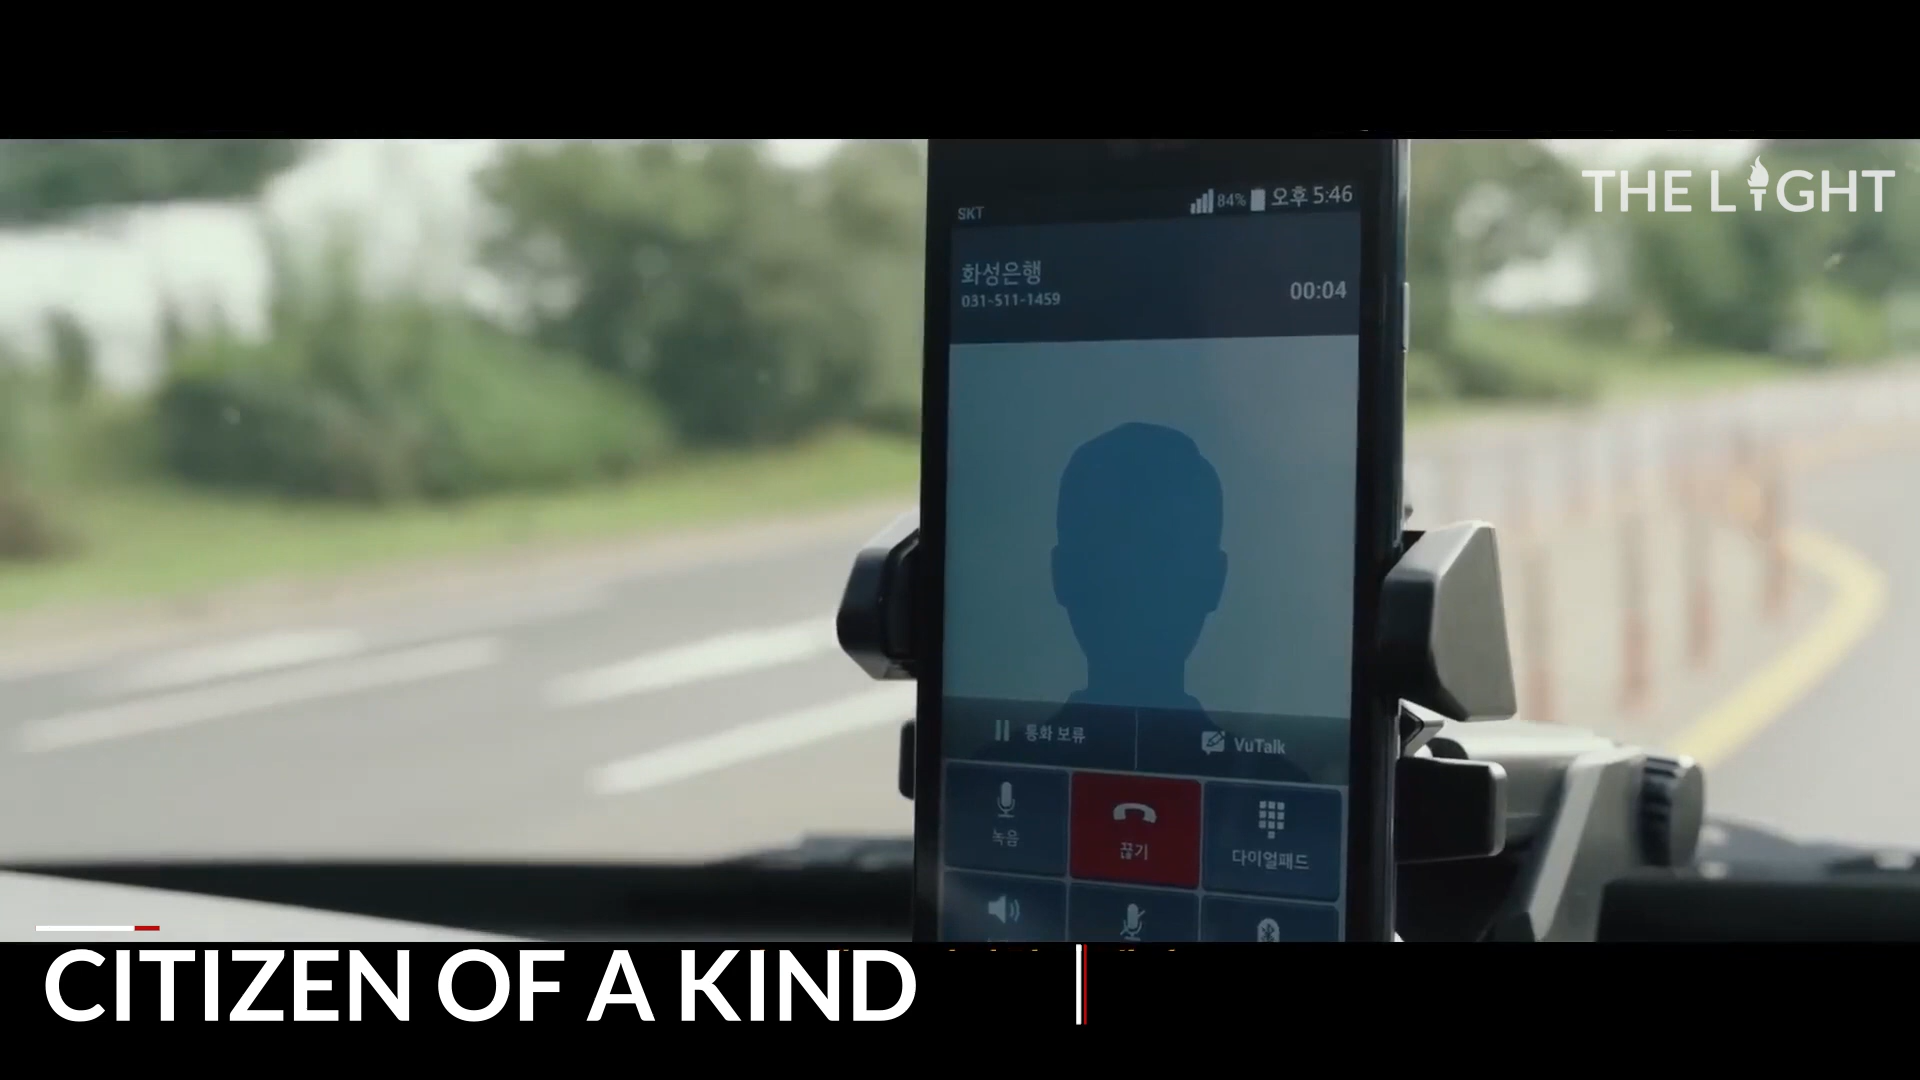 THE LIGHT
SKT 84% 오후 5:46
화성은행
031-511-1459
00:04
통화 보류
VuTalk
녹음
끊기
다이얼패드
CITIZEN OF A KIND